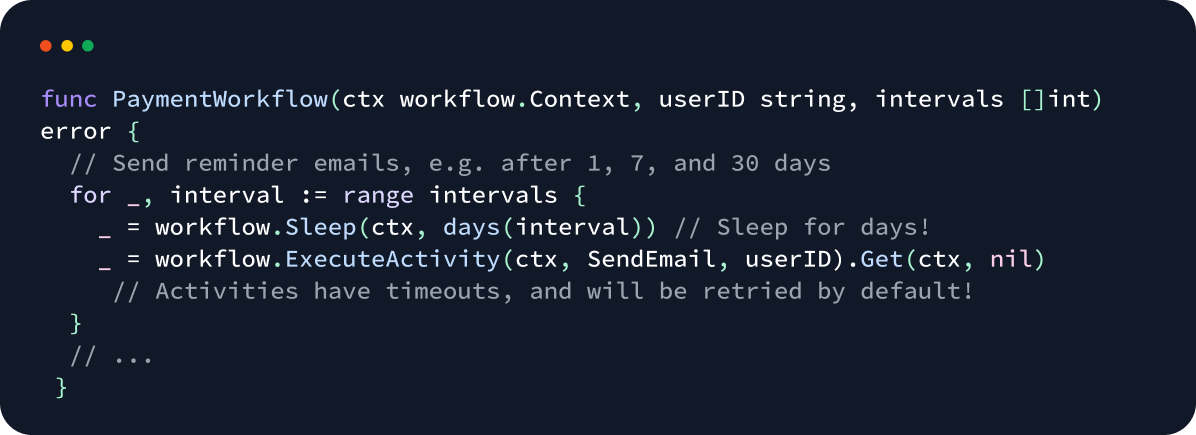 func PaymentWorkflow(ctx workflow.Context, userID string, intervals []int)
error {
  // Send reminder emails, e.g. after 1, 7, and 30 days
  for _, interval := range intervals {
    _ = workflow.Sleep(ctx, days(interval)) // Sleep for days!
    _ = workflow.ExecuteActivity(ctx, SendEmail, userID).Get(ctx, nil)
     // Activities have timeouts, and will be retried by default!
  }
  // ...
 }